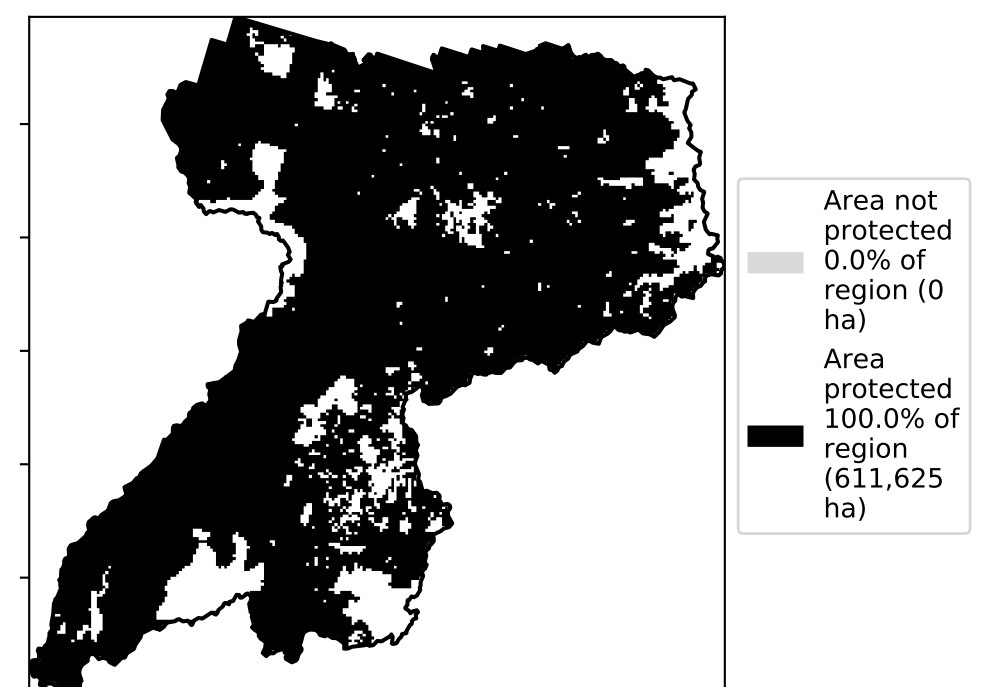 Area not
protected
0.0% of
region (0
ha)
Area
protected
100.0% of
region
(611,625
ha)